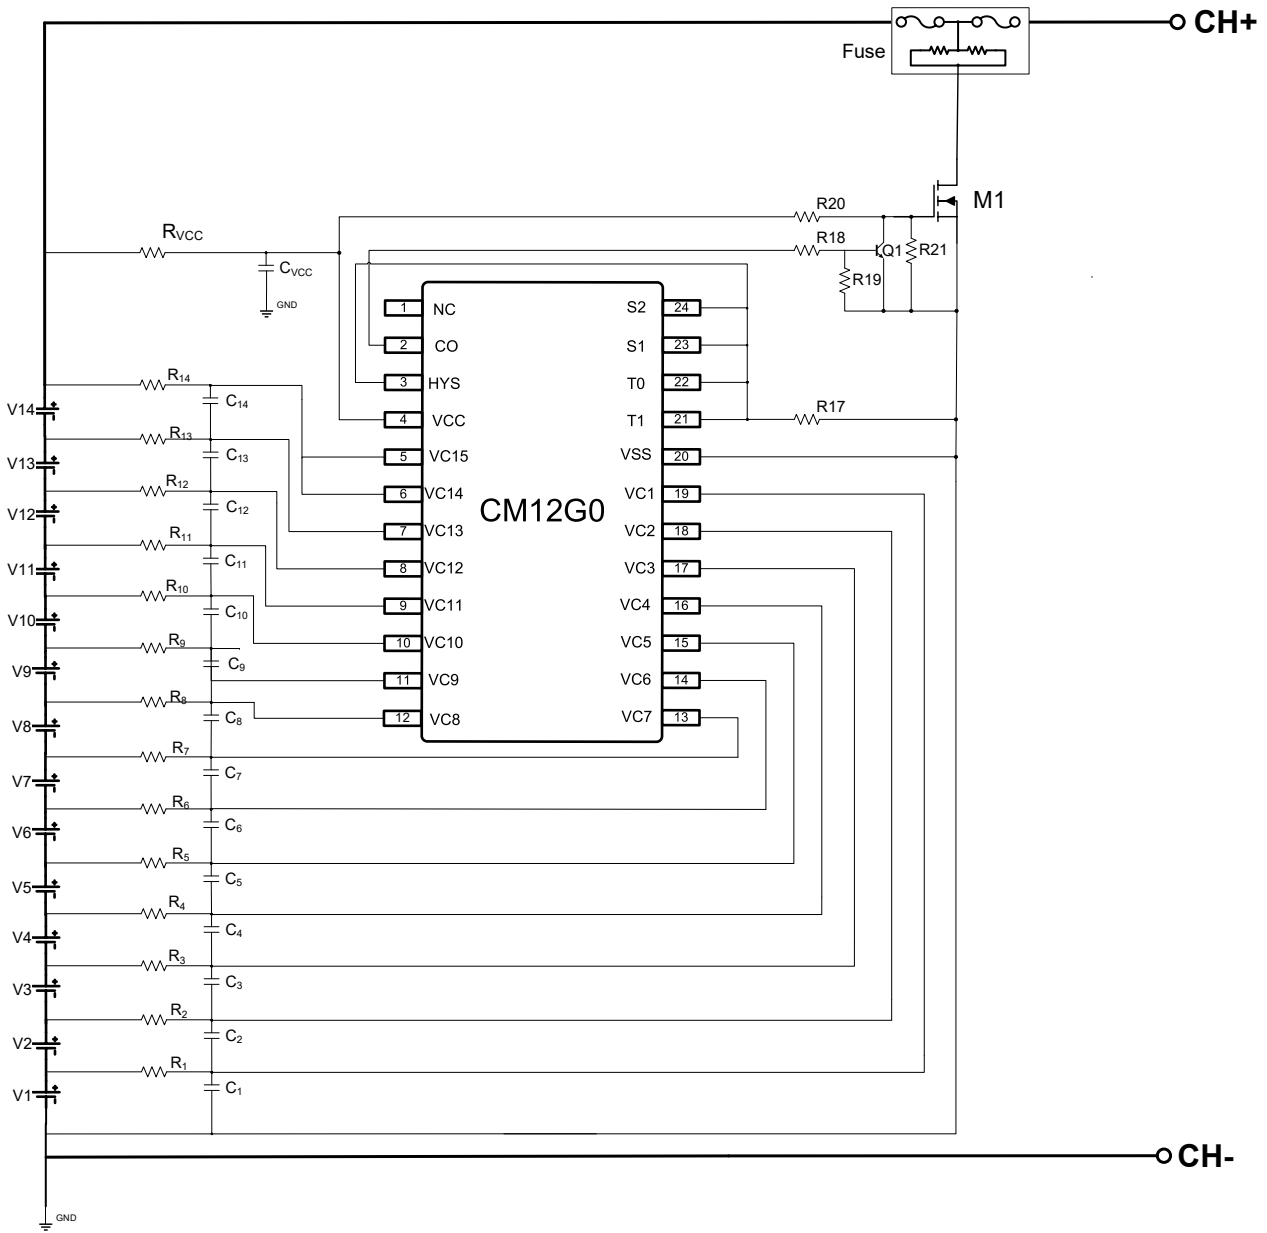 CH+
Fuse
M1
R20
R18
Q1
R21
R19
RVCC
CVCC
GND
1 NC
2 CO
3 HYS
4 VCC
5 VC15
6 VC14
7 VC13
8 VC12
9 VC11
10 VC10
11 VC9
12 VC8
CM12G0
S2 24
S1 23
T0 22
T1 21
VSS 20
VC1 19
VC2 18
VC3 17
VC4 16
VC5 15
VC6 14
VC7 13
R17
R14
C14
V14
R13
C13
V13
R12
C12
V12
R11
C11
V11
R10
C10
V10
R9
C9
V9
R8
C8
V8
R7
C7
V7
R6
C6
V6
R5
C5
V5
R4
C4
V4
R3
C3
V3
R2
C2
V2
R1
C1
V1
CH-
GND